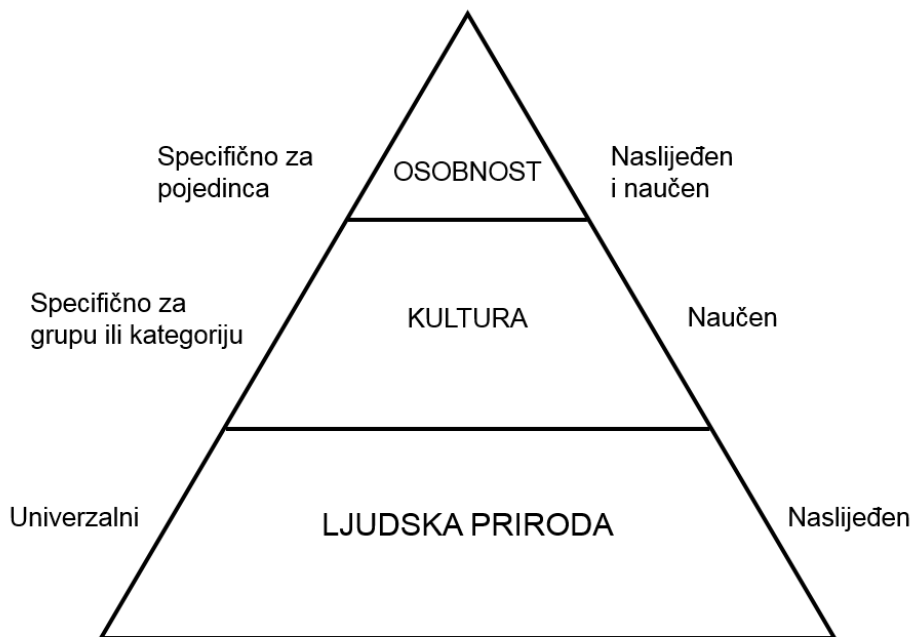 Specifično za
pojedinca
OSOBNOST
Naslijeđen
i naučen
Specifično za
grupu ili kategoriju
KULTURA
Naučen
Univerzalni
LJUDSKA PRIRODA
Naslijeđen